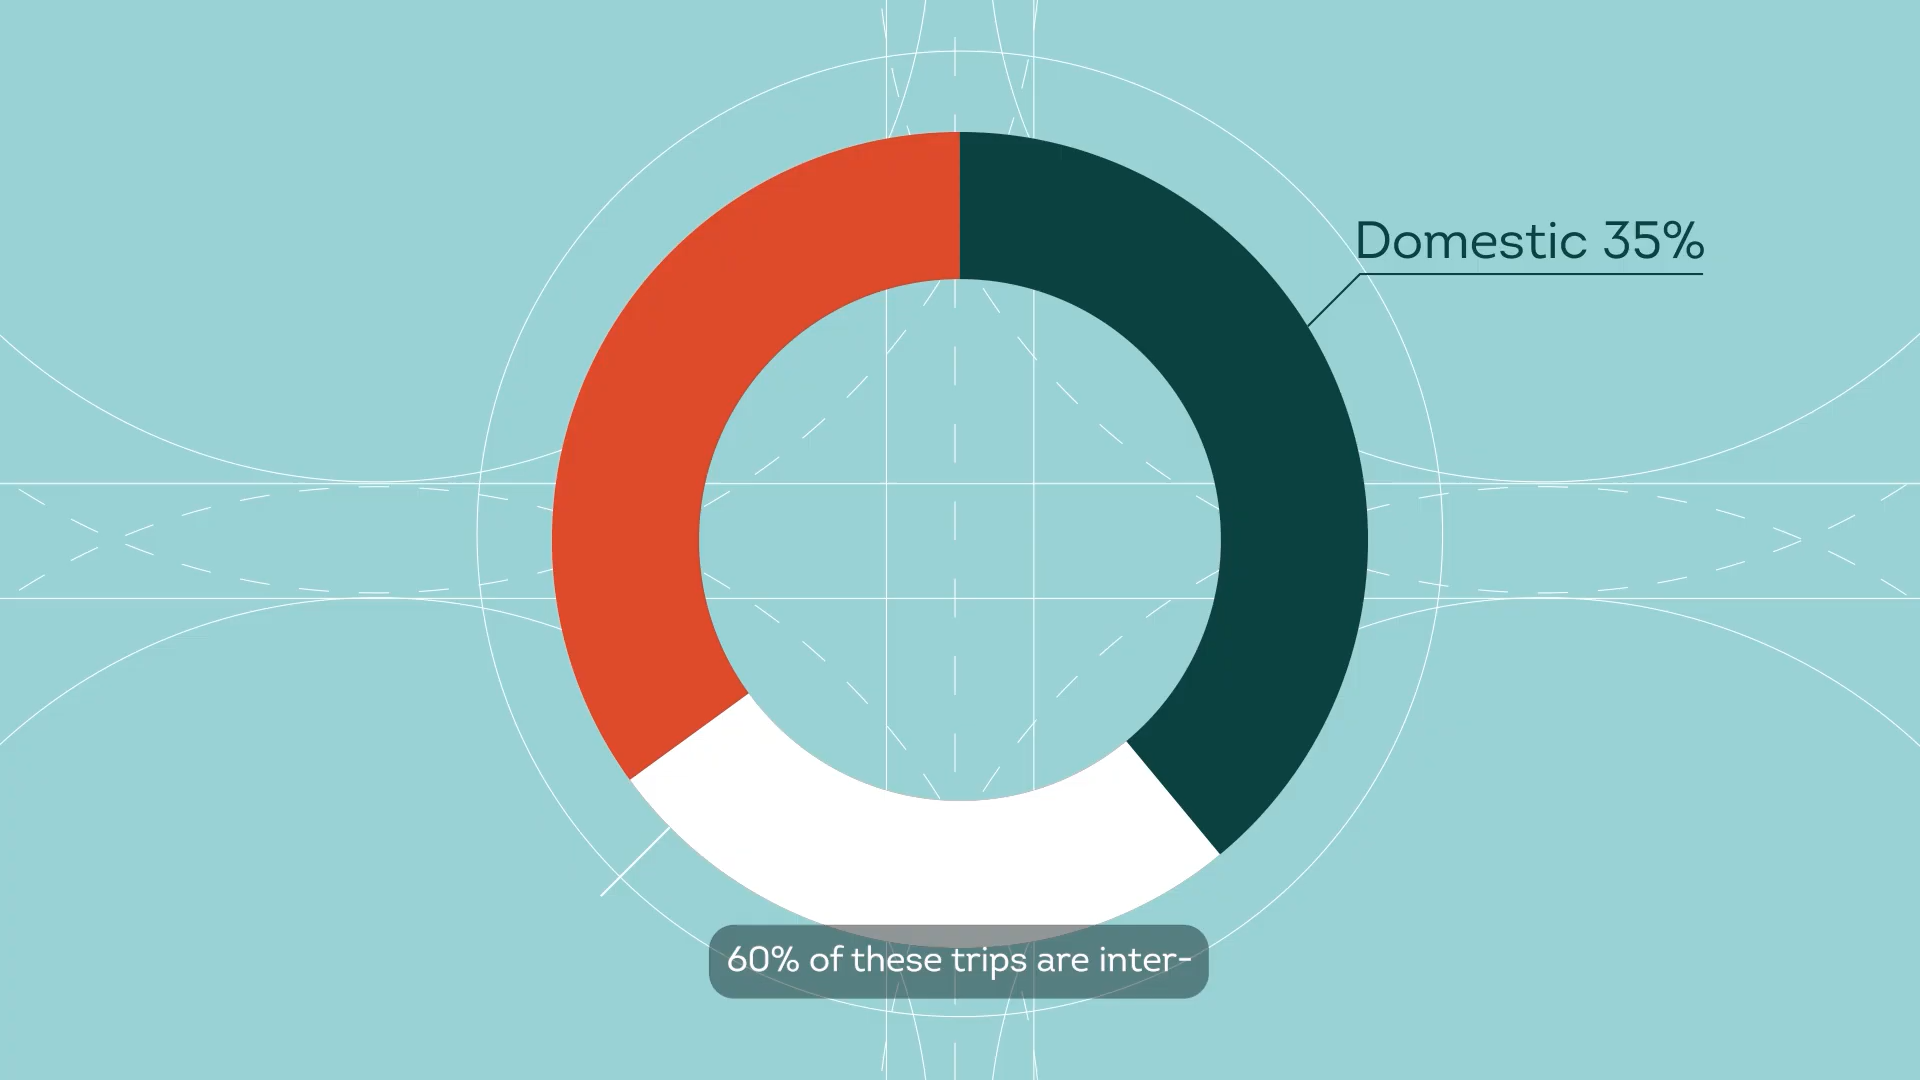 Domestic 35%
60% of these trips are inter-